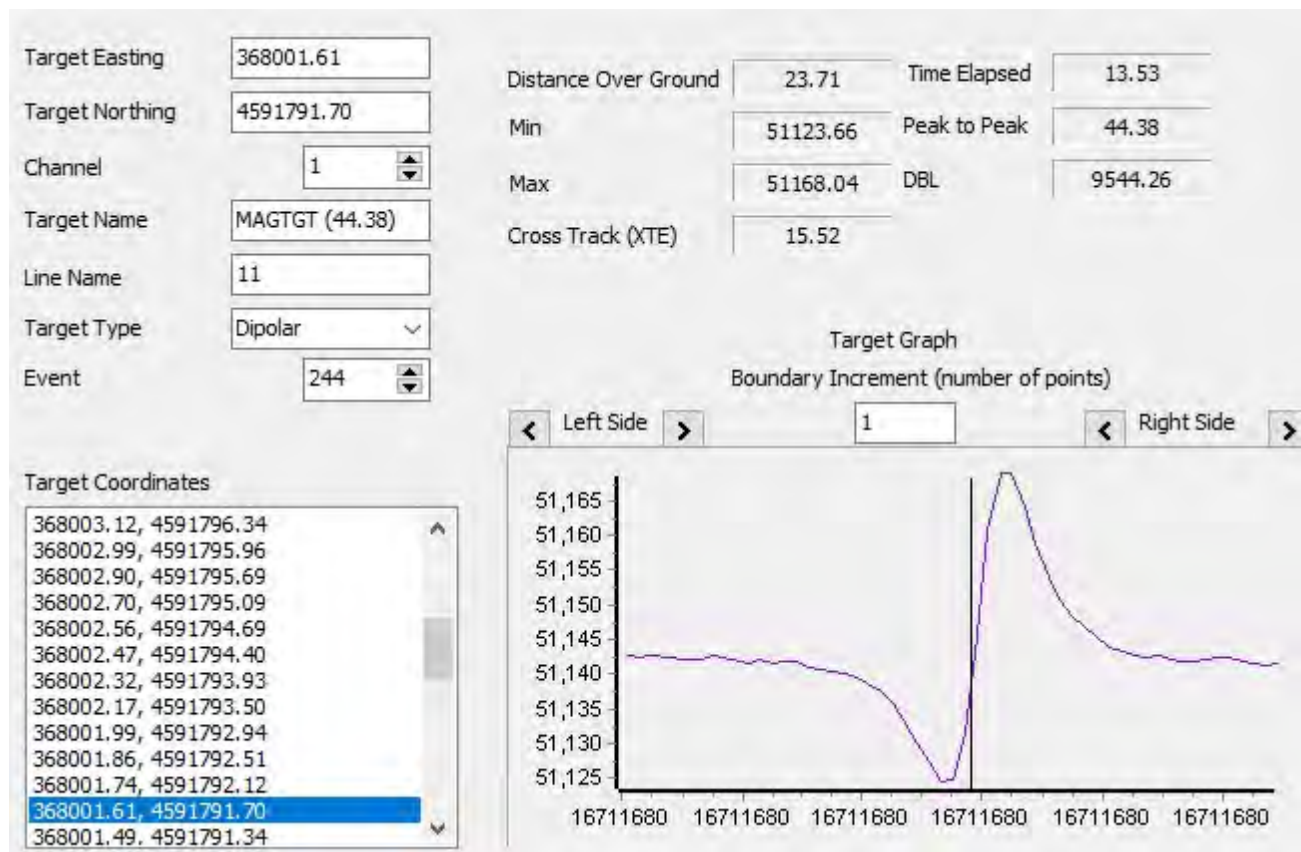 Target Easting 368001.61
Target Northing 4591791.70
Channel 1
Target Name MAGTGT (44.38)
Line Name 11
Target Type Dipolar
Event 244
Distance Over Ground 23.71 Time Elapsed 13.53
Min 51123.66 Peak to Peak 44.38
Max 51168.04 DBL 9544.26
Cross Track (XTE) 15.52
Target Graph
Boundary Increment (number of points)
< Left Side > 1 < Right Side >
Target Coordinates
368003.12, 4591796.34
368002.99, 4591795.96
368002.90, 4591795.69
368002.70, 4591795.09
368002.56, 4591794.69
368002.47, 4591794.40
368002.32, 4591793.93
368002.17, 4591793.50
368001.99, 4591792.94
368001.86, 4591792.51
368001.74, 4591792.12
368001.61, 4591791.70
368001.49, 4591791.34
51,165
51,160
51,155
51,150
51,145
51,140
51,135
51,130
51,125
16711680 16711680 16711680 16711680 16711680 16711680